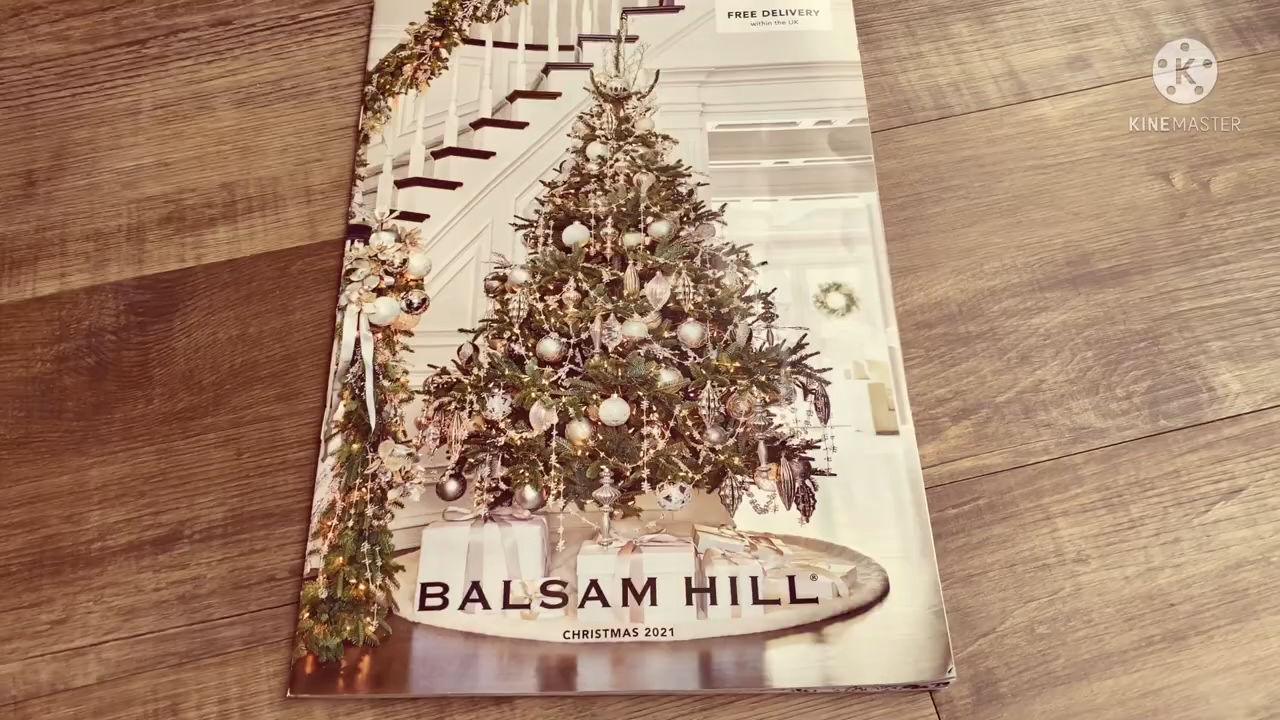 FREE DELIVERY
within the UK
K
KINEMASTER
BALSAM HILL®
CHRISTMAS 2021